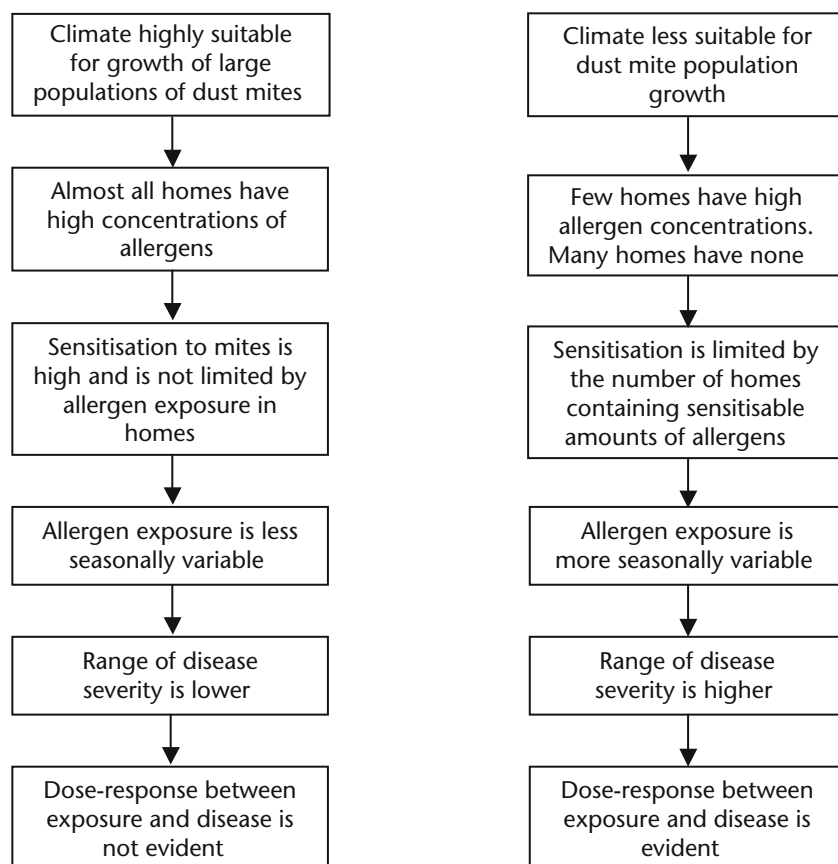 Climate highly suitable
for growth of large
populations of dust mites
Almost all homes have
high concentrations of
allergens
Sensitisation to mites is
high and is not limited by
allergen exposure in
homes
Allergen exposure is less
seasonally variable
Range of disease
severity is lower
Dose-response between
exposure and disease is
not evident
Climate less suitable for
dust mite population
growth
Few homes have high
allergen concentrations.
Many homes have none
Sensitisation is limited by
the number of homes
containing sensitisable
amounts of allergens
Allergen exposure is
more seasonally variable
Range of disease
severity is higher
Dose-response between
exposure and disease is
evident